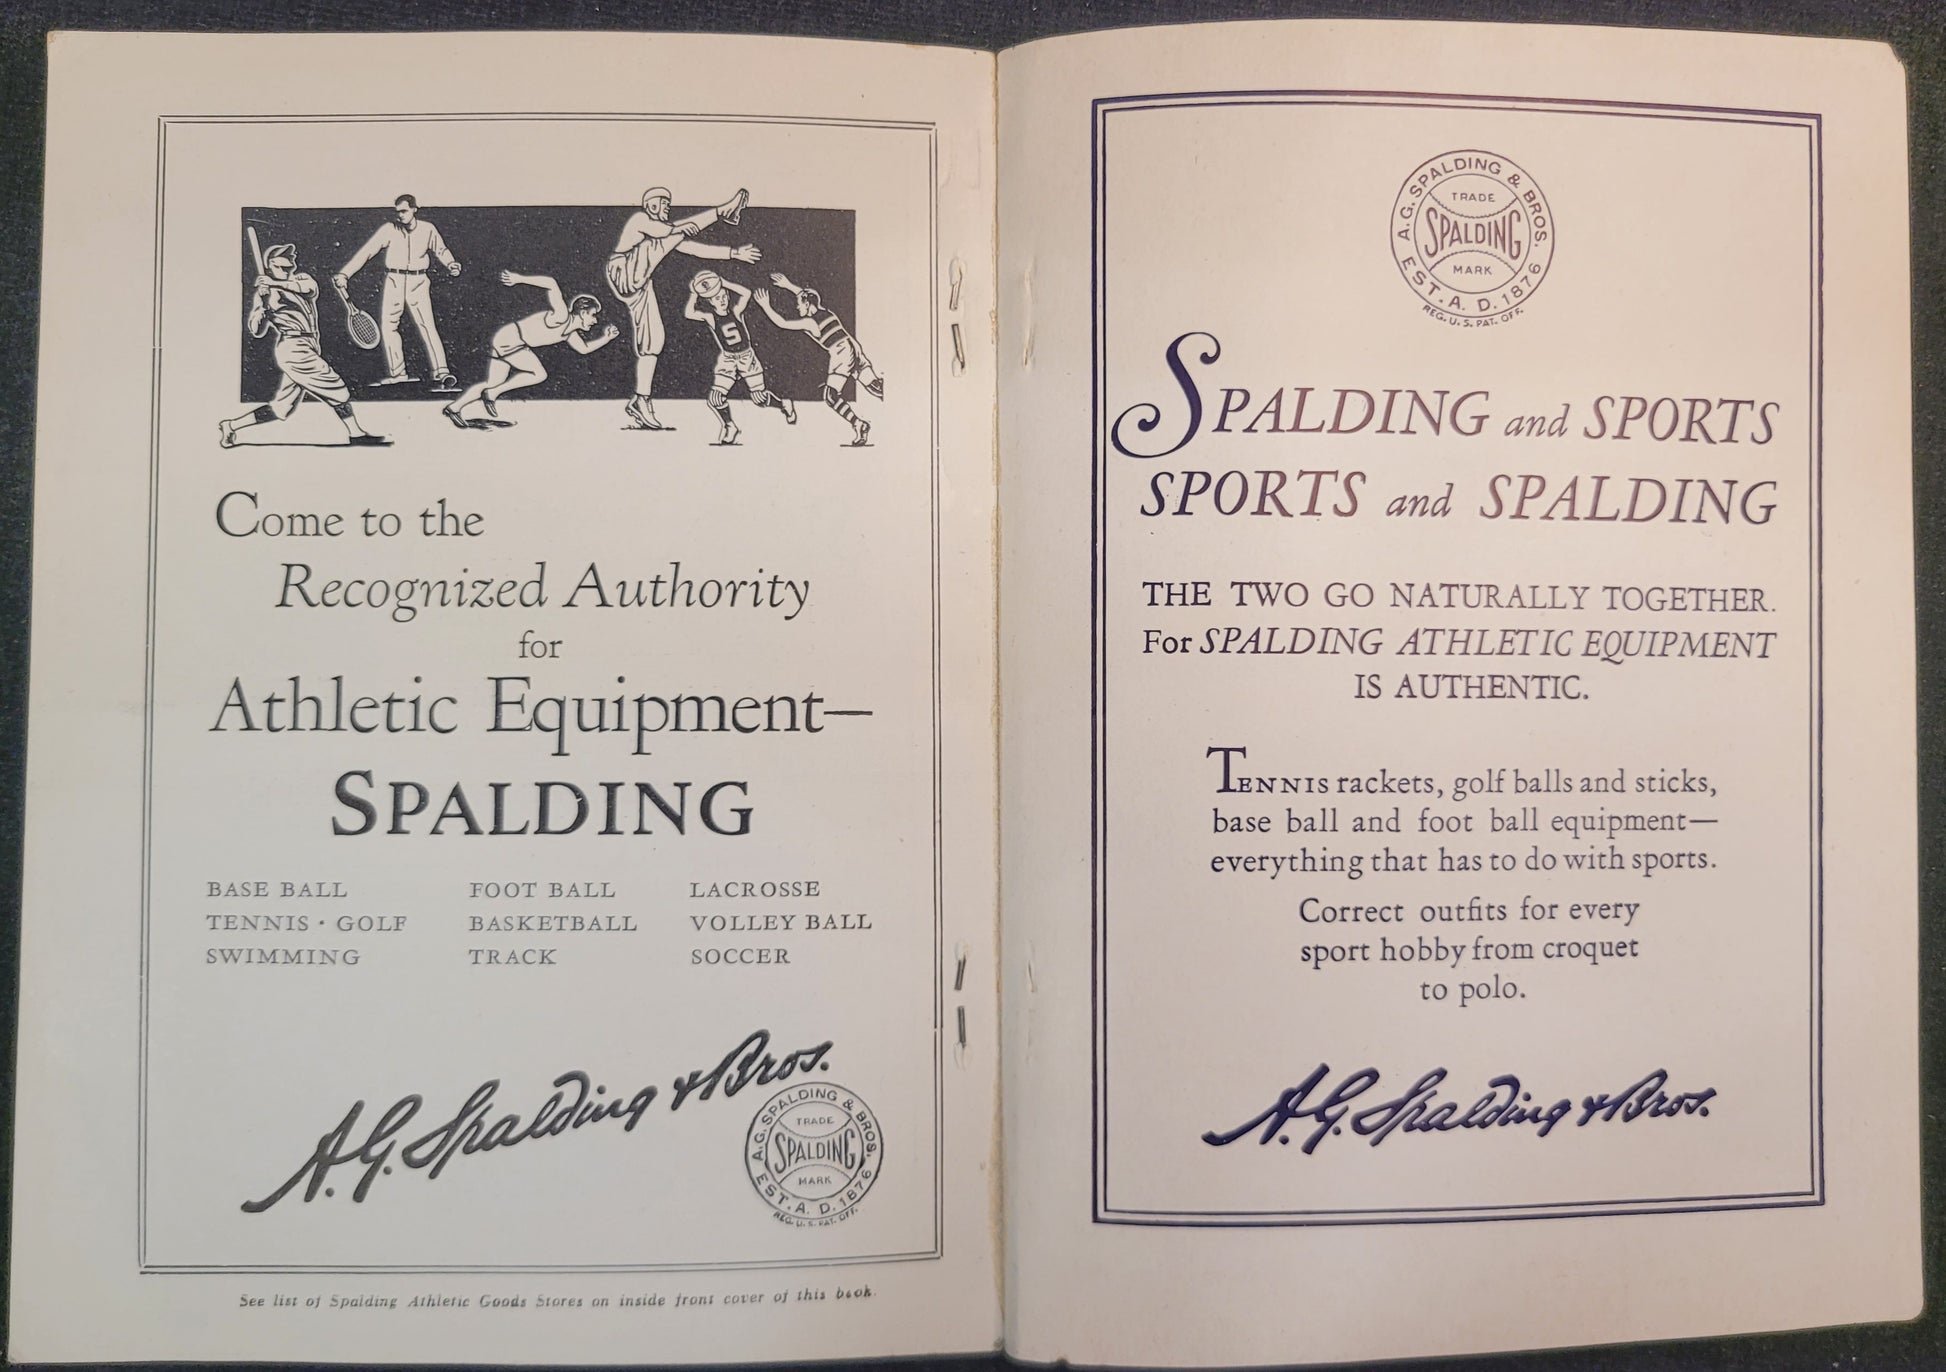 S
Come to the
Recognized Authority
for
Athletic Equipment—
SPALDING
BASE BALL FOOT BALL LACROSSE
TENNIS · GOLF BASKETBALL VOLLEY BALL
SWIMMING TRACK SOCCER
A.G. Spalding & Bros.
A.G. SPALDING & BROS.
TRADE
SPALDING
MARK
EST. A. D. 1876
REG. U. S. PAT. OFF.
See list of Spalding Athletic Goods Stores on inside front cover of this book.
A.G. SPALDING & BROS.
TRADE
SPALDING
MARK
EST. A. D. 1876
REG. U. S. PAT. OFF.
SPALDING and SPORTS
SPORTS and SPALDING
THE TWO GO NATURALLY TOGETHER.
For SPALDING ATHLETIC EQUIPMENT
IS AUTHENTIC.
TENNIS rackets, golf balls and sticks,
base ball and foot ball equipment—
everything that has to do with sports.
Correct outfits for every
sport hobby from croquet
to polo.
A.G. Spalding & Bros.